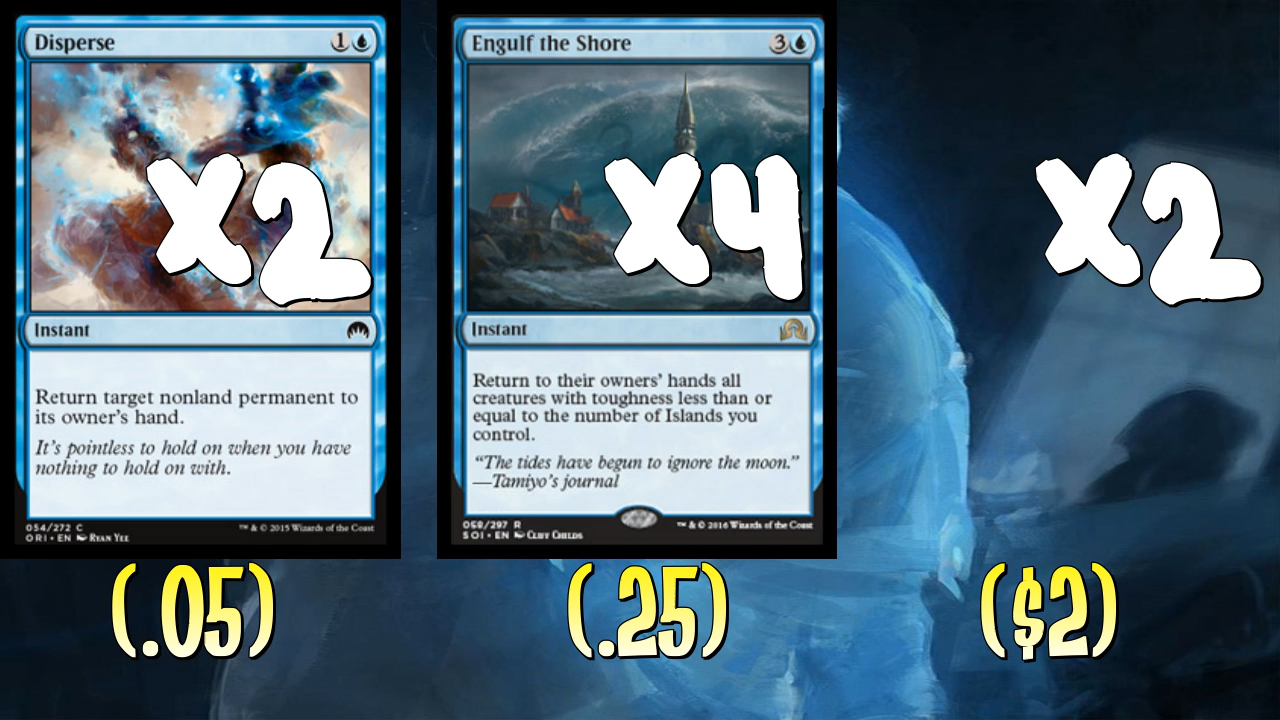 Disperse 1
X2
Instant
Return target nonland permanent to
its owner's hand.
It's pointless to hold on when you have
nothing to hold on with.
054/272 C
ORI • EN Ryan Yee
™ & © 2015 Wizards of the Coast
(.05)
Engulf the Shore 3
X4
Instant
Return to their owners' hands all
creatures with toughness less than or
equal to the number of Islands you
control.
“The tides have begun to ignore the moon.”
—Tamiyo's journal
058/297 R
SOI • EN Cliff Childs
™ & © 2016 Wizards of the Coast
(.25)
X2
($2)